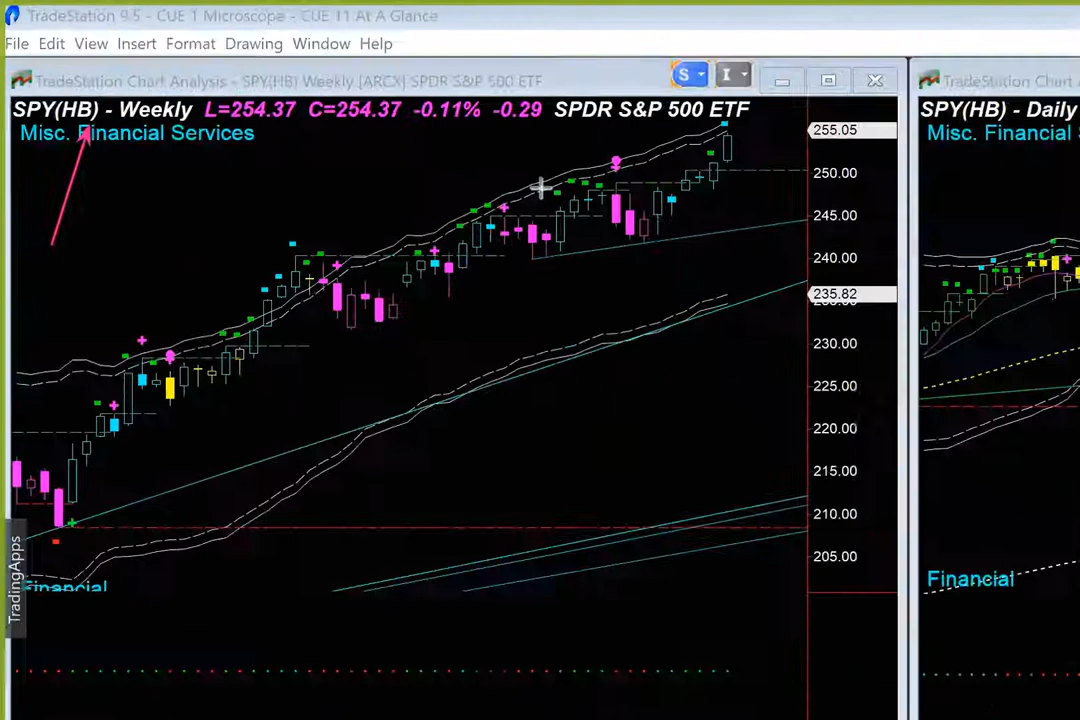 TradeStation 9.5 - CUE 1 Microscope - CUE 11 At A Glance
File Edit View Insert Format Drawing Window Help
TradeStation Chart Analysis - SPY(HB) Weekly [ARCX] SPDR S&P 500 ETF
S I
SPY(HB) - Weekly L=254.37 C=254.37 -0.11% -0.29 SPDR S&P 500 ETF
Misc. Financial Services
255.05
250.00
245.00
240.00
235.82
230.00
225.00
220.00
215.00
210.00
205.00
Financial
TradingApps
TradeStation Chart
SPY(HB) - Daily
Misc. Financial
Financial